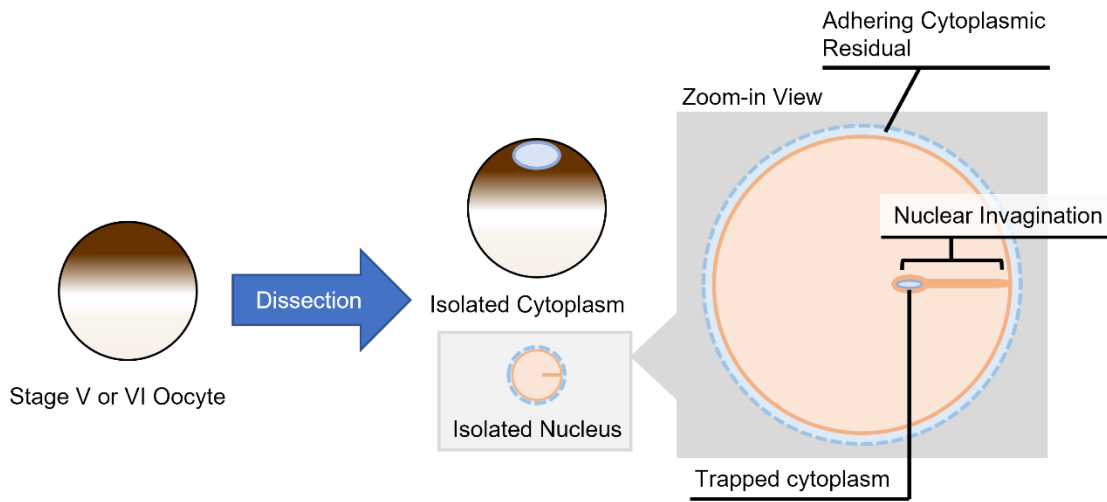 Adhering Cytoplasmic
Residual
Zoom-in View
Nuclear Invagination
Dissection
Isolated Cytoplasm
Stage V or VI Oocyte
Isolated Nucleus
Trapped cytoplasm